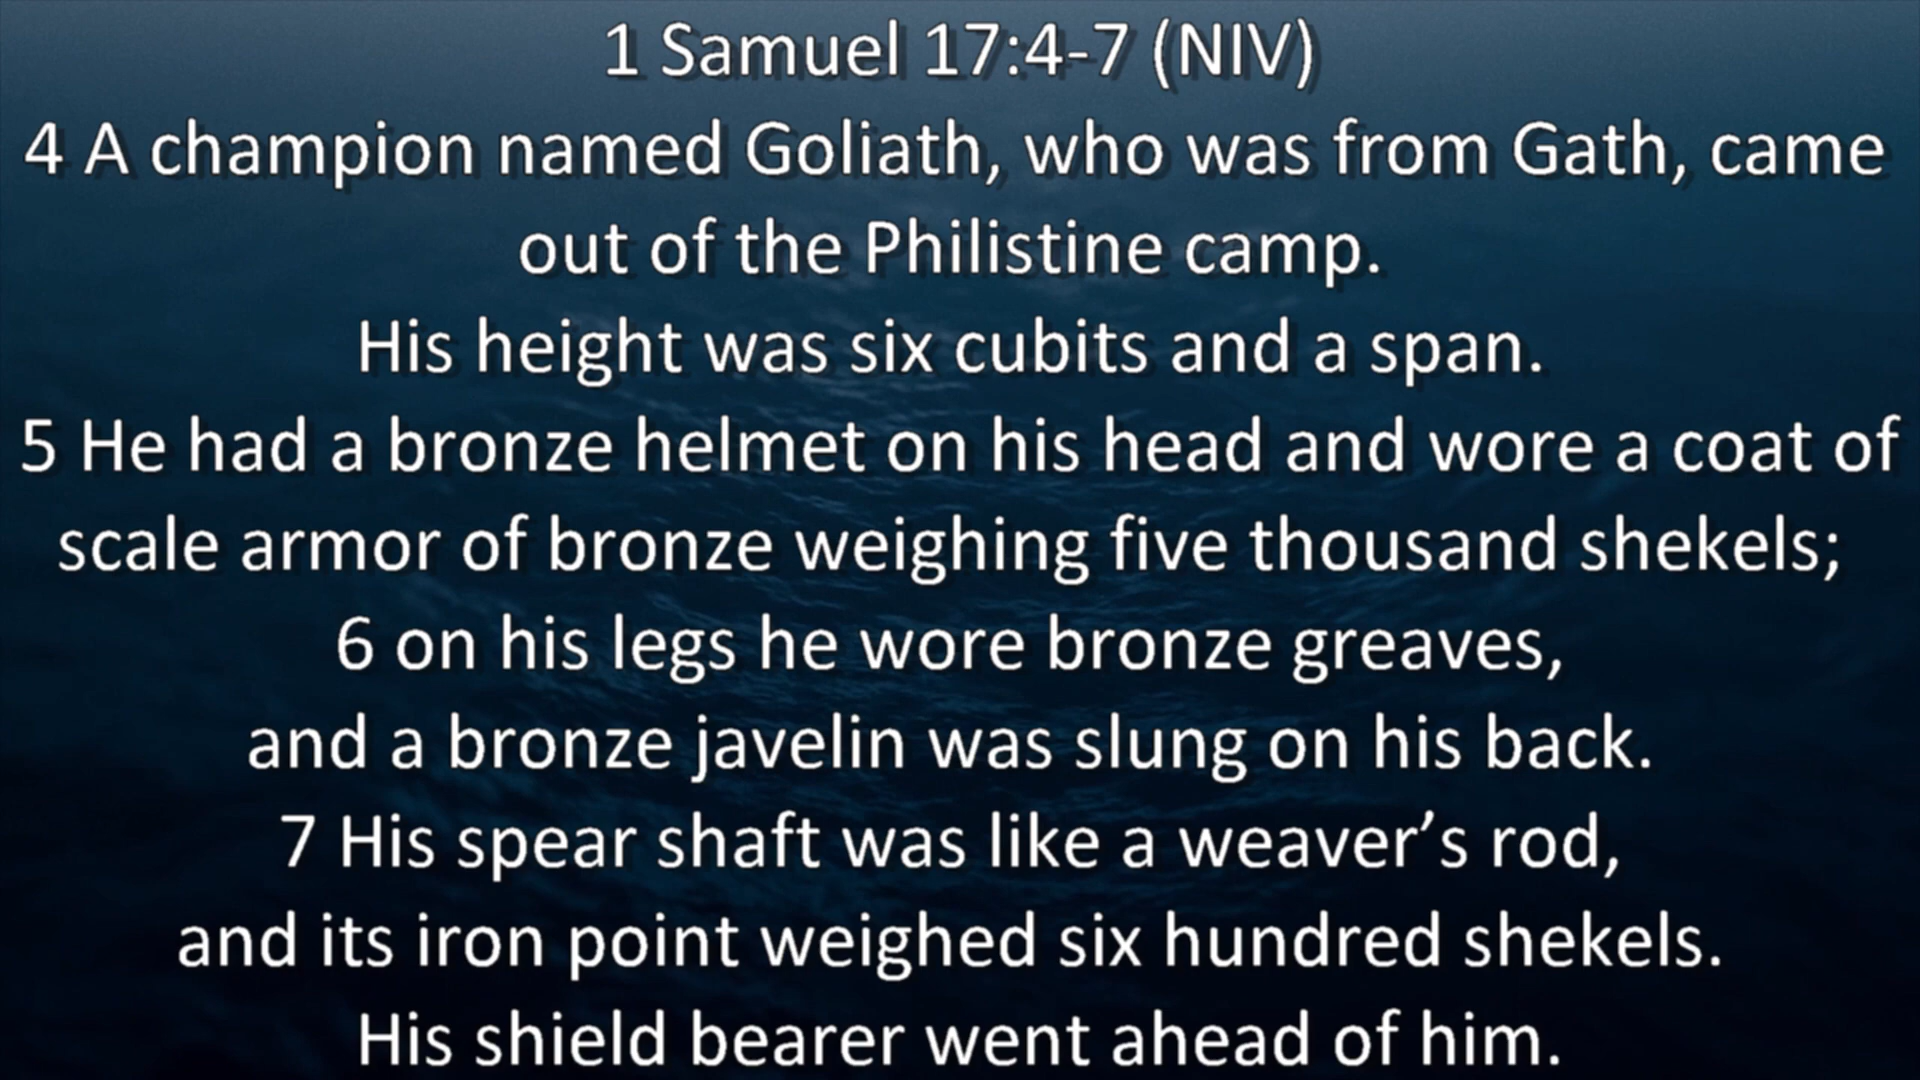 1 Samuel 17:4-7 (NIV)
4 A champion named Goliath, who was from Gath, came
out of the Philistine camp.
His height was six cubits and a span.
5 He had a bronze helmet on his head and wore a coat of
scale armor of bronze weighing five thousand shekels;
6 on his legs he wore bronze greaves,
and a bronze javelin was slung on his back.
7 His spear shaft was like a weaver’s rod,
and its iron point weighed six hundred shekels.
His shield bearer went ahead of him.